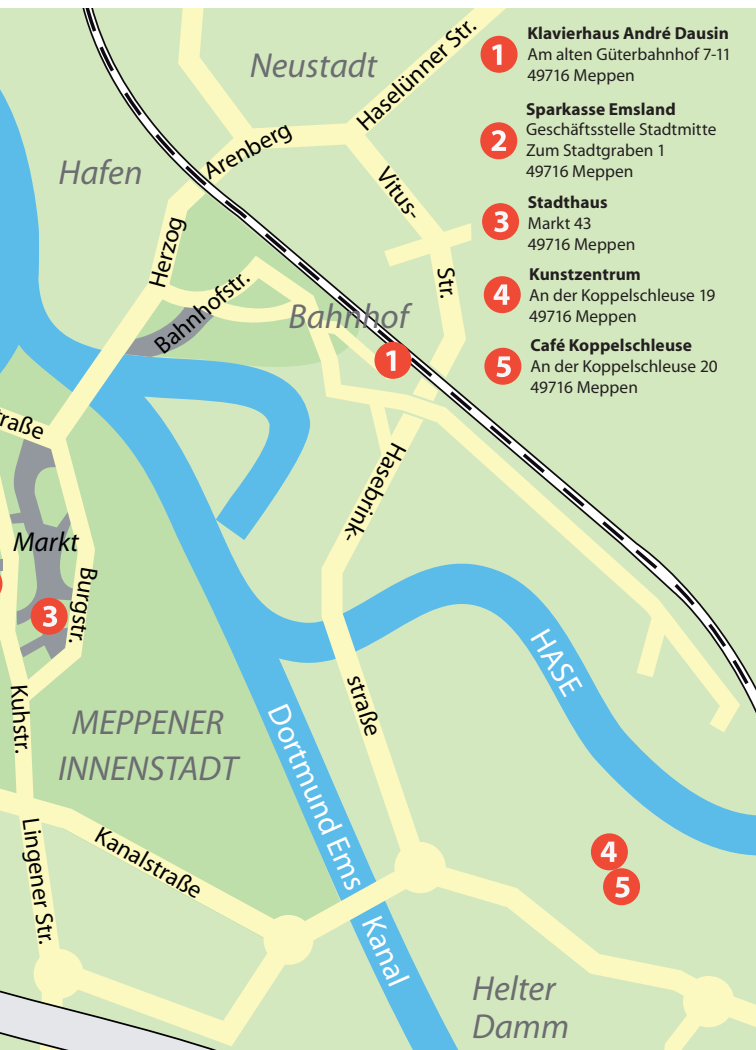 Klavierhaus André Dausin
1
Am alten Güterbahnhof 7-11
49716 Meppen
Sparkasse Emsland
2
Geschäftsstelle Stadtmitte
Zum Stadtgraben 1
49716 Meppen
Stadthaus
3
Markt 43
49716 Meppen
Kunstzentrum
4
An der Koppelschleuse 19
49716 Meppen
Café Koppelschleuse
5
An der Koppelschleuse 20
49716 Meppen
Neustadt
Haselünner Str.
Arenberg
Hafen
Vitus-
Herzog
Str.
Bahnhofstr.
Bahnhof
1
raße
Hasebrink-
Markt
Burgstr.
3
HASE
straße
Kuhstr.
MEPPENER
INNENSTADT
Dortmund Ems Kanal
Lingener Str.
Kanalstraße
4
5
Helter
Damm